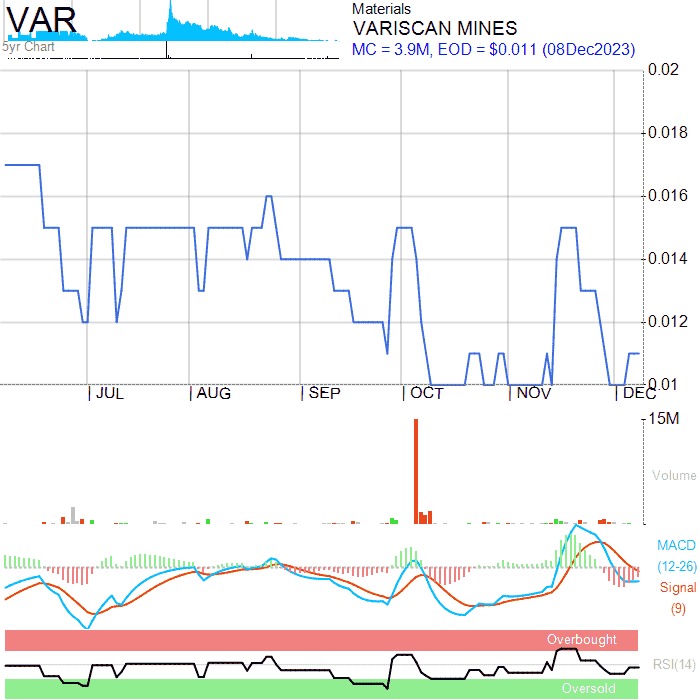 VAR
5yr Chart
Materials
VARISCAN MINES
MC = 3.9M, EOD = $0.011 (08Dec2023)
0.02
0.018
0.016
0.014
0.012
0.01
JUL AUG SEP OCT NOV DEC
15M
Volume
MACD
(12-26)
Signal
(9)
Overbought
RSI(14)
Oversold